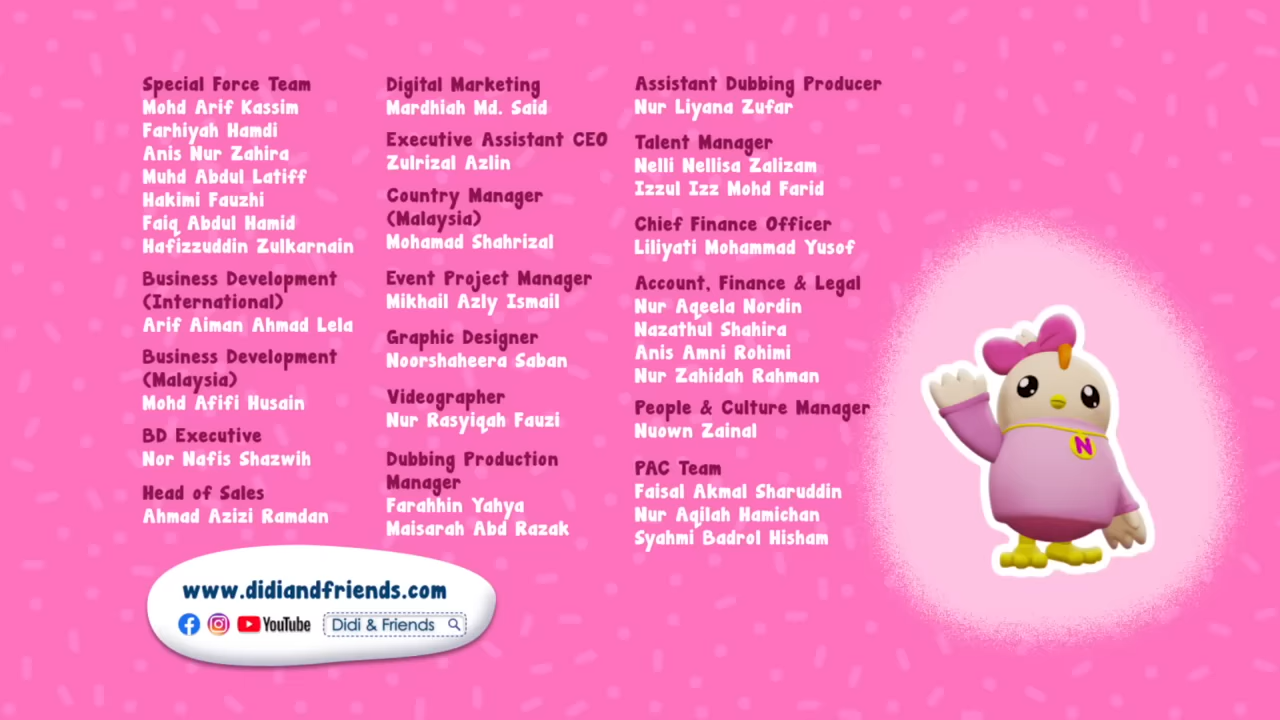 Special Force Team
Mohd Arif Kassim
Farhiyah Hamdi
Anis Nur Zahira
Muhd Abdul Latiff
Hakimi Fauzhi
Faiq Abdul Hamid
Hafizzuddin Zulkarnain
Business Development
(International)
Arif Aiman Ahmad Lela
Business Development
(Malaysia)
Mohd Afifi Husain
BD Executive
Nor Nafis Shazwih
Head of Sales
Ahmad Azizi Ramdan
Digital Marketing
Mardhiah Md. Said
Executive Assistant CEO
Zulrizal Azlin
Country Manager
(Malaysia)
Mohamad Shahrizal
Event Project Manager
Mikhail Azly Ismail
Graphic Designer
Noorshaheera Saban
Videographer
Nur Rasyiqah Fauzi
Dubbing Production
Manager
Farahhin Yahya
Maisarah Abd Razak
Assistant Dubbing Producer
Nur Liyana Zufar
Talent Manager
Nelli Nellisa Zalizam
Izzul Izz Mohd Farid
Chief Finance Officer
Liliyati Mohammad Yusof
Account, Finance & Legal
Nur Aqeela Nordin
Nazathul Shahira
Anis Amni Rohimi
Nur Zahidah Rahman
People & Culture Manager
Nuown Zainal
PAC Team
Faisal Akmal Sharuddin
Nur Aqilah Hamichan
Syahmi Badrol Hisham
N
www.didiandfriends.com
YouTube Didi & Friends